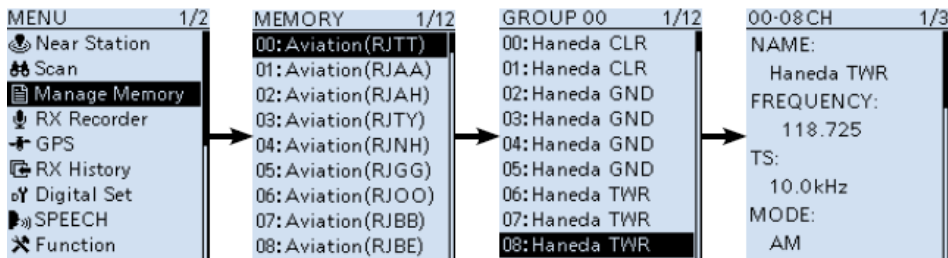 MENU 1/2
Near Station
Scan
Manage Memory
RX Recorder
GPS
RX History
Digital Set
SPEECH
Function
MEMORY 1/12
00:Aviation(RJTT)
01:Aviation(RJAA)
02:Aviation(RJAH)
03:Aviation(RJTY)
04:Aviation(RJNH)
05:Aviation(RJGG)
06:Aviation(RJOO)
07:Aviation(RJBB)
08:Aviation(RJBE)
GROUP 00 1/12
00:Haneda CLR
01:Haneda CLR
02:Haneda GND
03:Haneda GND
04:Haneda GND
05:Haneda GND
06:Haneda TWR
07:Haneda TWR
08:Haneda TWR
00-08CH 1/3
NAME:
Haneda TWR
FREQUENCY:
118.725
TS:
10.0kHz
MODE:
AM